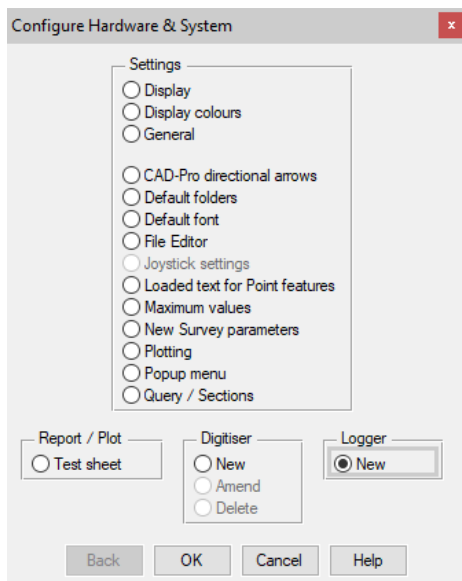 Configure Hardware & System
x
Settings
Display
Display colours
General
CAD-Pro directional arrows
Default folders
Default font
File Editor
Joystick settings
Loaded text for Point features
Maximum values
New Survey parameters
Plotting
Popup menu
Query / Sections
Report / Plot
Test sheet
Digitiser
New
Amend
Delete
Logger
New
Back OK Cancel Help